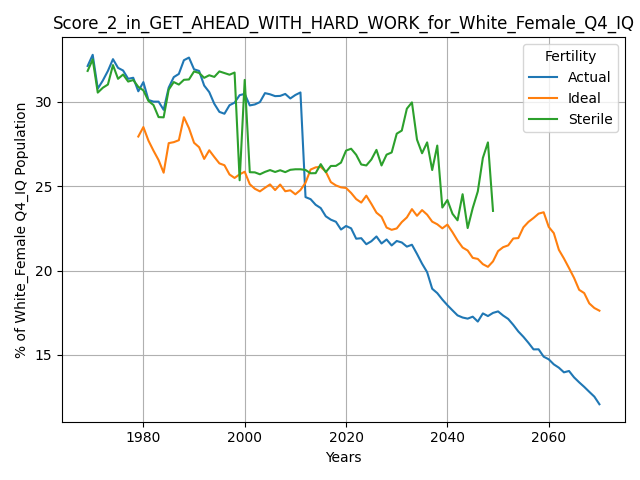 Score_2_in_GET_AHEAD_WITH_HARD_WORK_for_White_Female_Q4_IQ
% of White_Female Q4_IQ Population
30
25
20
15
Fertility
Actual
Ideal
Sterile
1980
2000
2020
2040
2060
Years